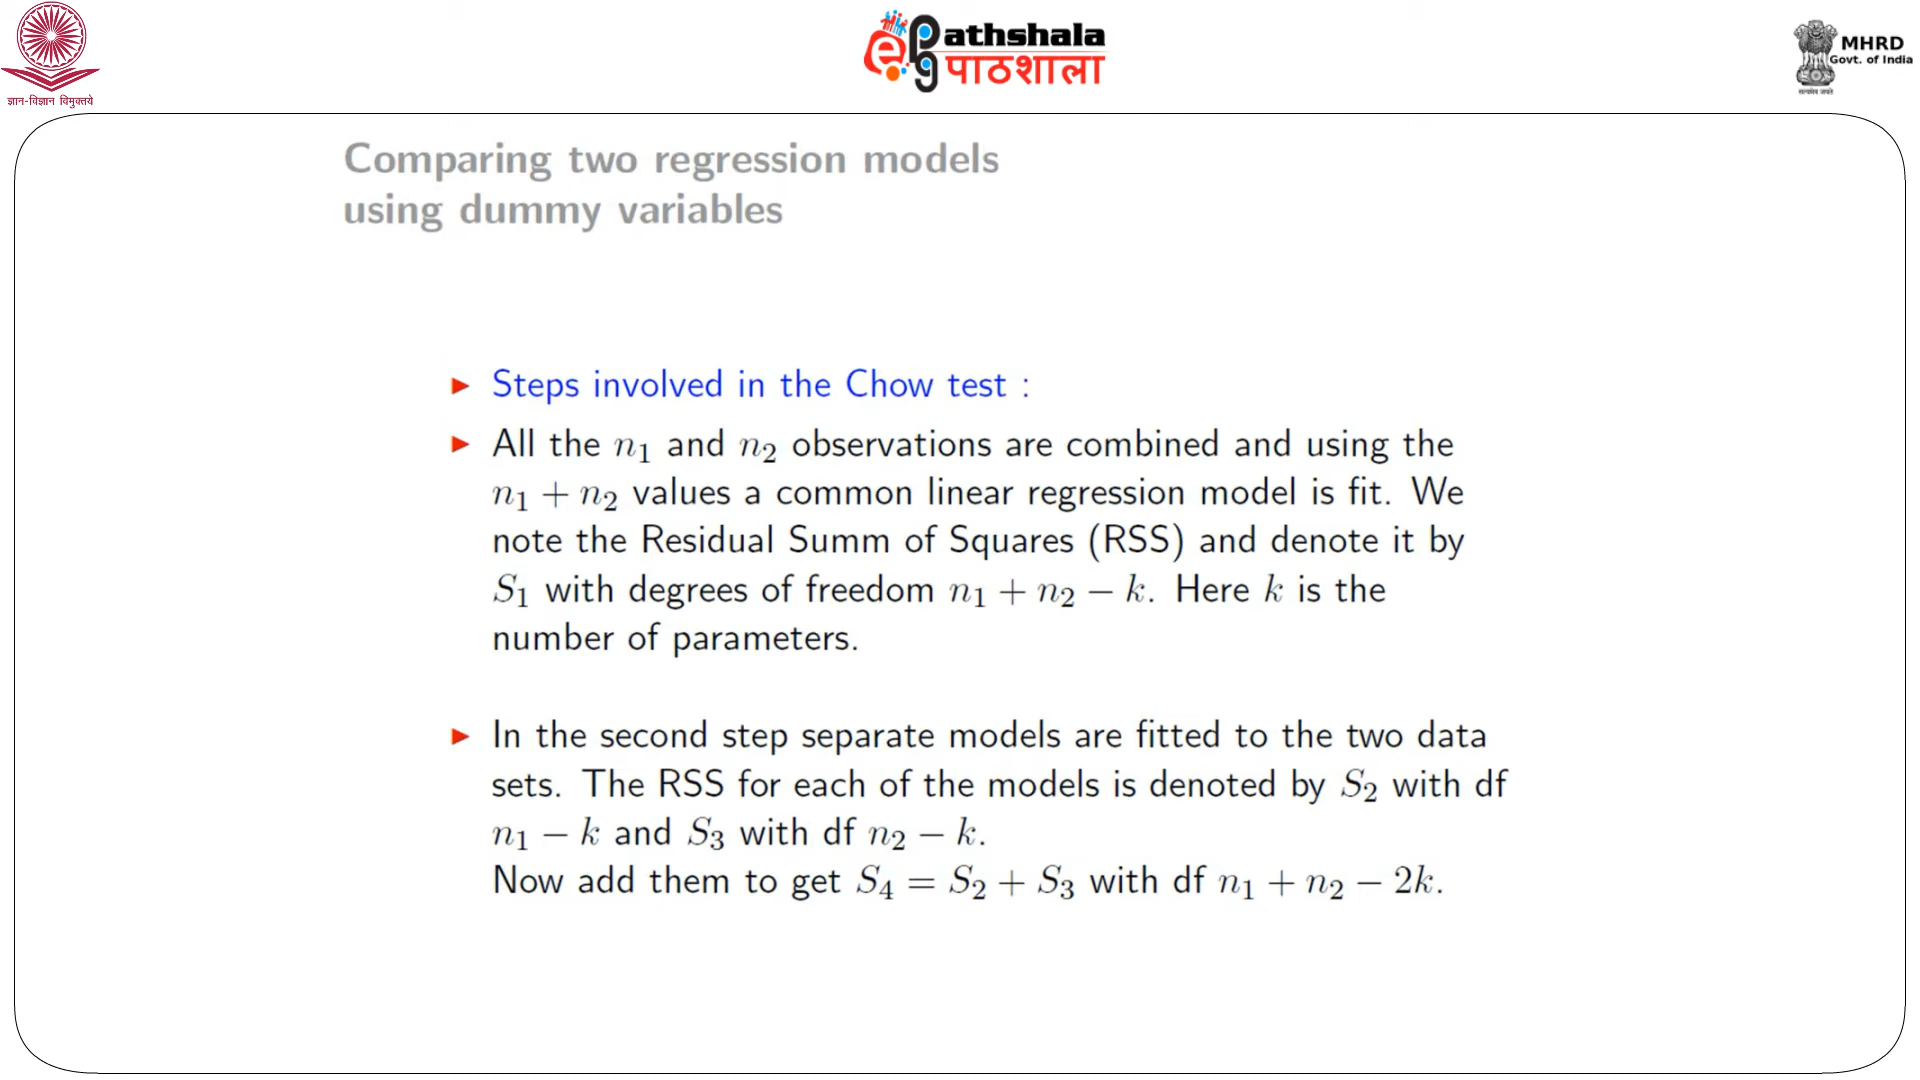 ज्ञान-विज्ञान विमुक्तये
e pg athshala
पाठशाला
MHRD
Govt. of India
सत्यमेव जयते
Comparing two regression models
using dummy variables
► Steps involved in the Chow test :
► All the n₁ and n₂ observations are combined and using the
n₁ + n₂ values a common linear regression model is fit. We
note the Residual Summ of Squares (RSS) and denote it by
S₁ with degrees of freedom n₁ + n₂ − k. Here k is the
number of parameters.
► In the second step separate models are fitted to the two data
sets. The RSS for each of the models is denoted by S₂ with df
n₁ − k and S₃ with df n₂ − k.
Now add them to get S₄ = S₂ + S₃ with df n₁ + n₂ − 2k.